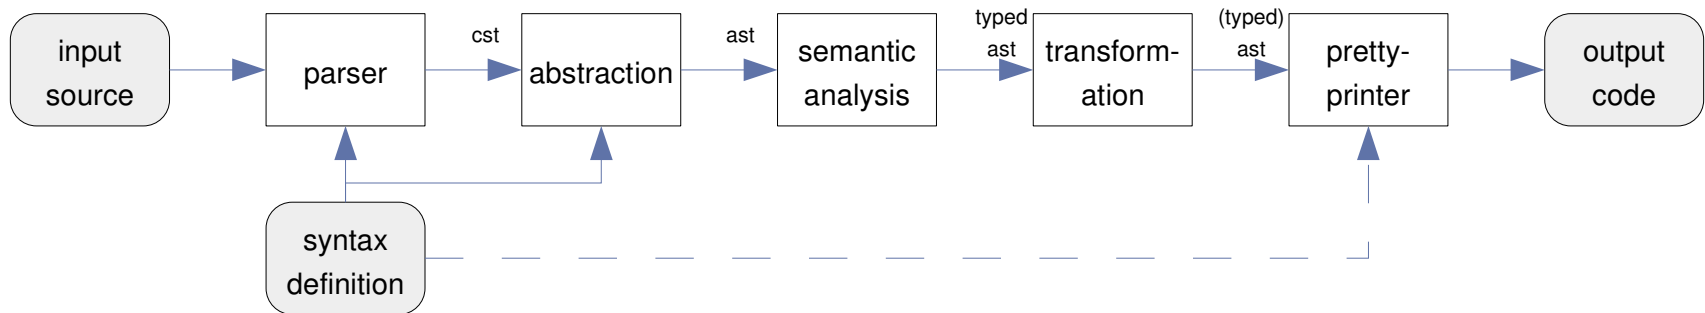 input
source
parser
cst
abstraction
ast
semantic
analysis
typed
ast
transform-
ation
(typed)
ast
pretty-
printer
output
code
syntax
definition